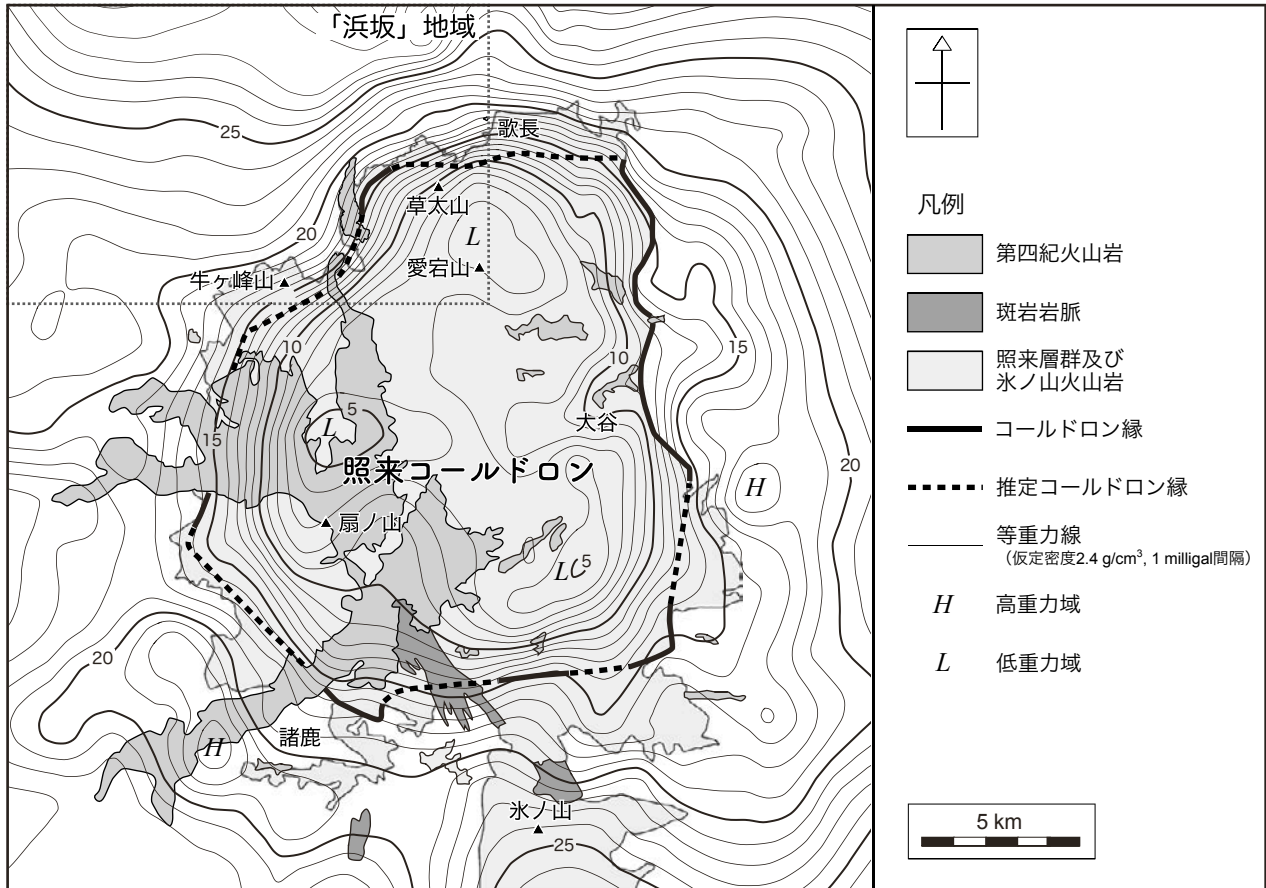 「浜坂」地域
25
歌長
草太山
L
20
愛宕山
牛ヶ峰山
10
15
10
5
L
大谷
15
照来コールドロン
20
H
扇ノ山
L
5
20
諸鹿
H
氷ノ山
25
凡例
第四紀火山岩
斑岩岩脈
照来層群及び
氷ノ山火山岩
コールドロン縁
推定コールドロン縁
等重力線
（仮定密度2.4 g/cm³, 1 milligal間隔）
H 高重力域
L 低重力域
5 km